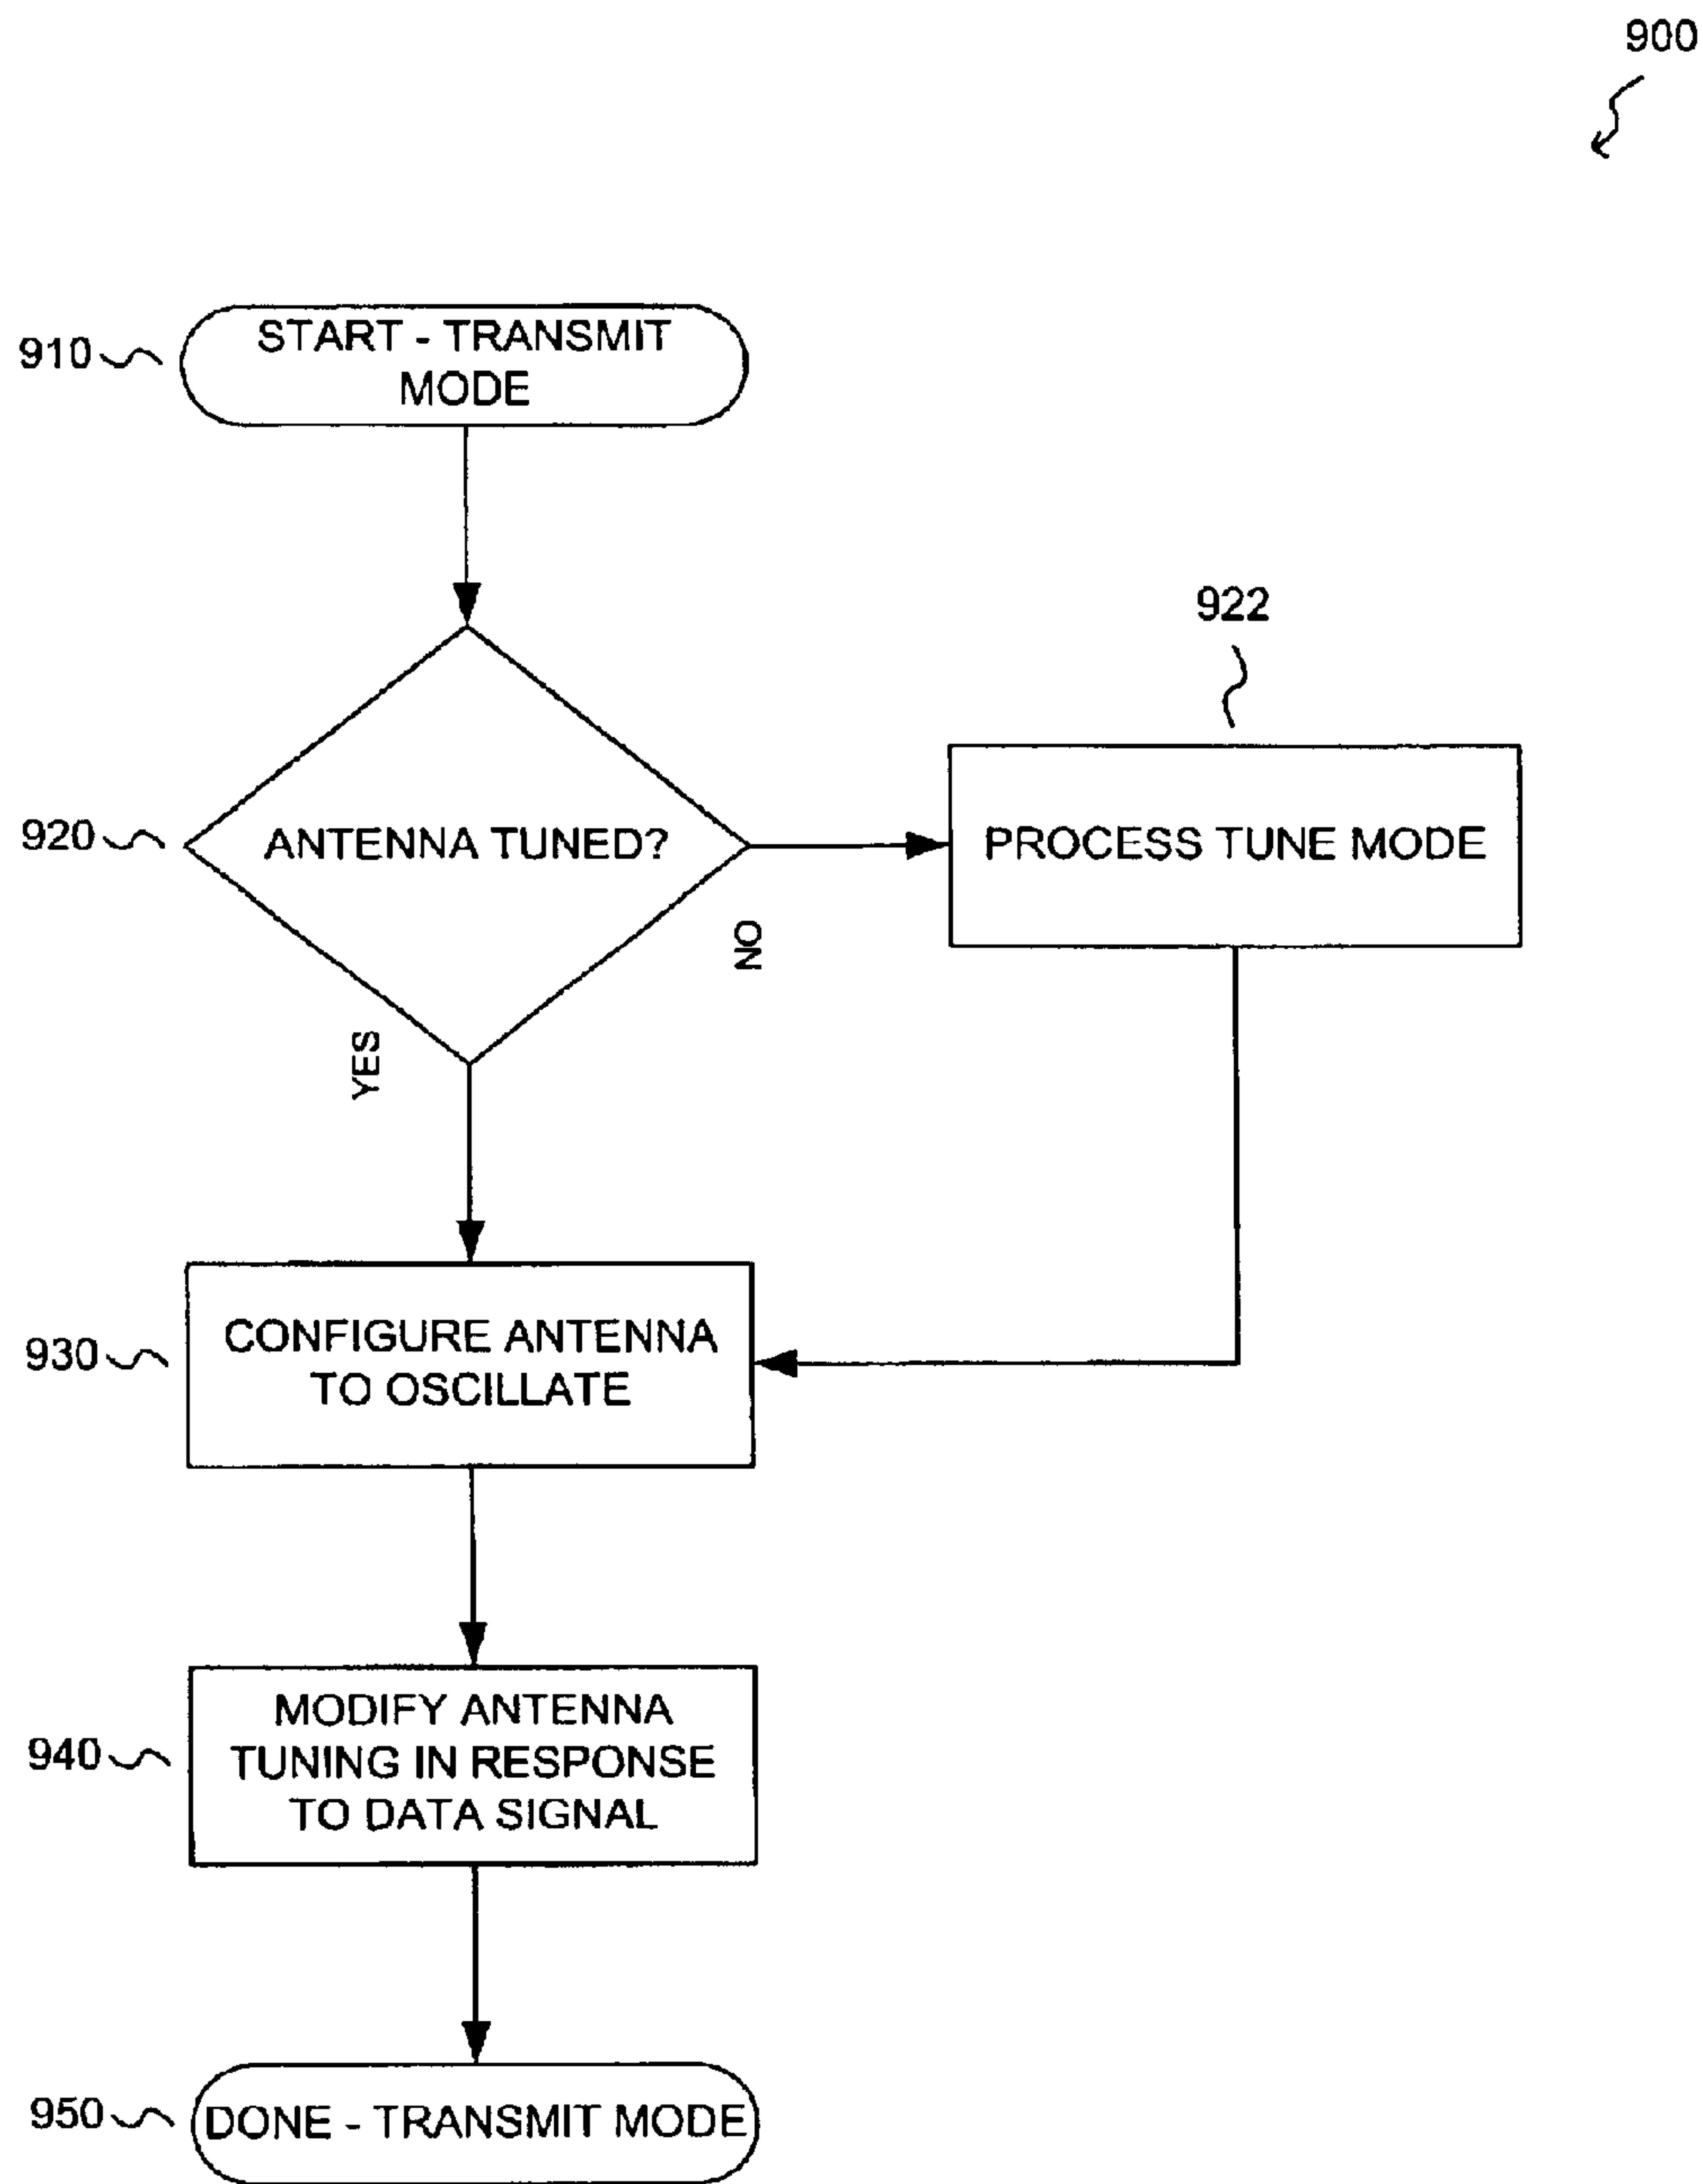 900
910
START - TRANSMIT
MODE
922
920
ANTENNA TUNED?
PROCESS TUNE MODE
NO
YES
930
CONFIGURE ANTENNA
TO OSCILLATE
940
MODIFY ANTENNA
TUNING IN RESPONSE
TO DATA SIGNAL
950
DONE - TRANSMIT MODE